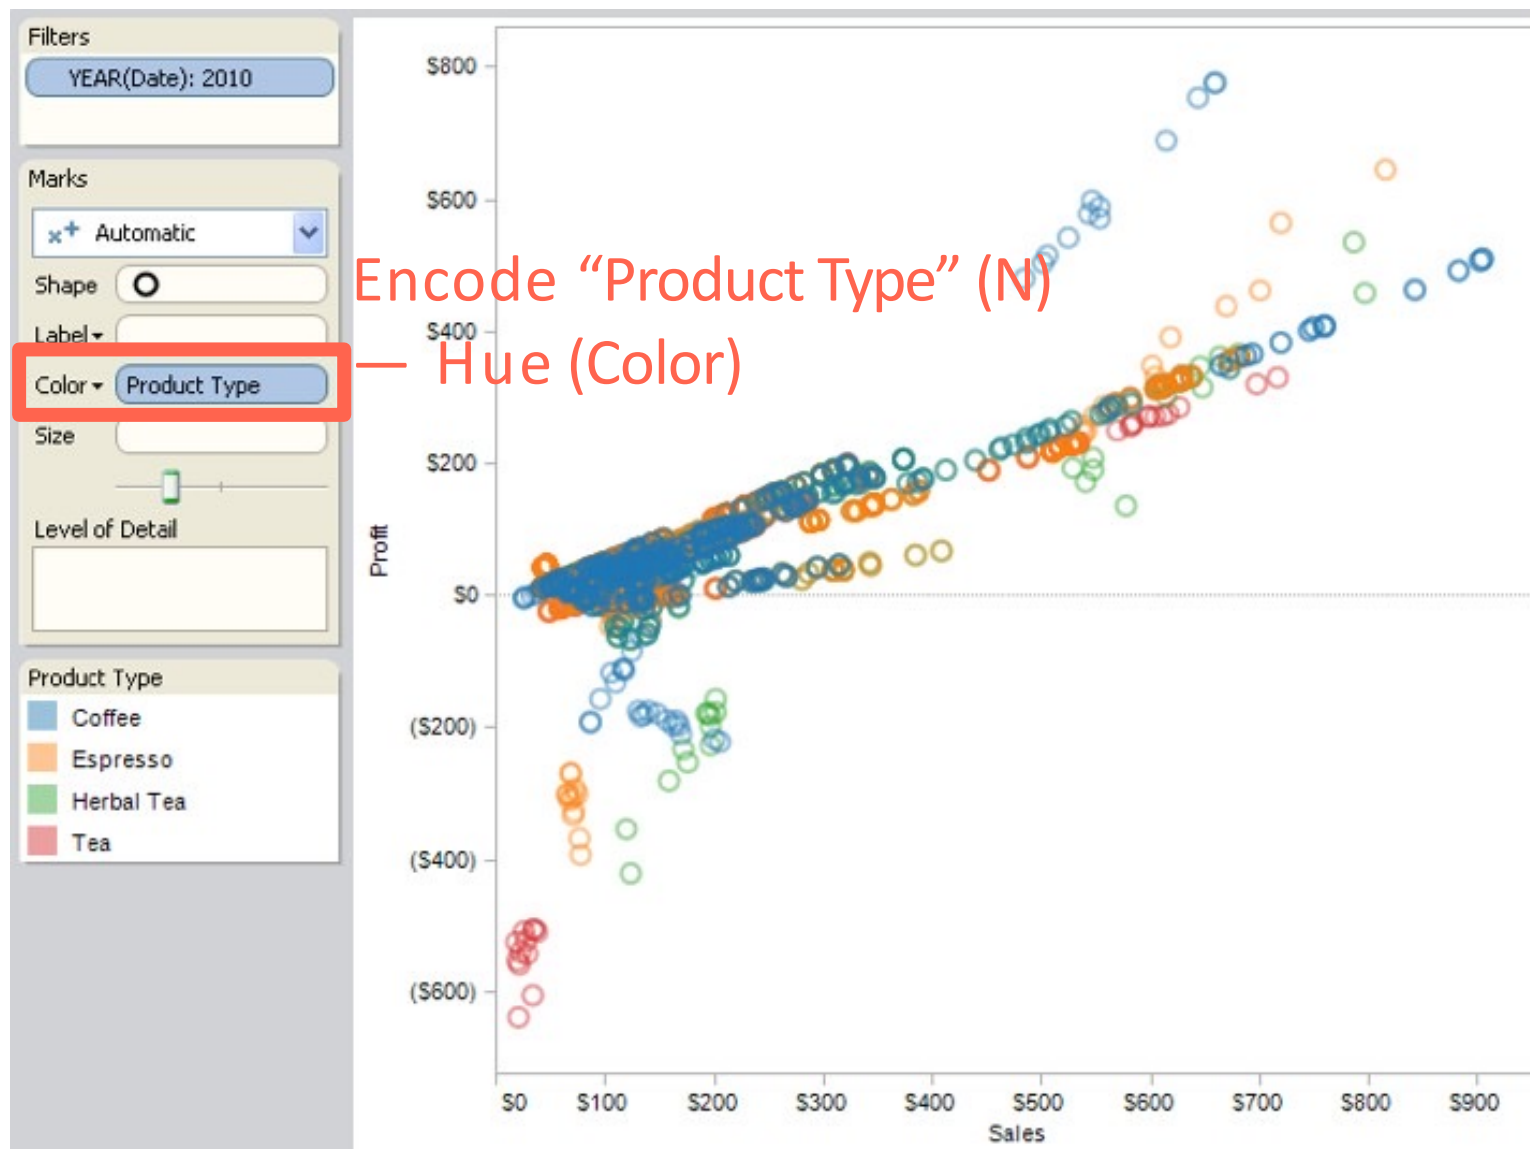 Filters
YEAR(Date): 2010
Marks
Automatic
Shape
Label
Color
Product Type
Size
Level of Detail
Product Type
Coffee
Espresso
Herbal Tea
Tea
Encode “Product Type” (N)
— Hue (Color)
Profit
$800
$600
$400
$200
$0
($200)
($400)
($600)
$0 $100 $200 $300 $400 $500 $600 $700 $800 $900
Sales